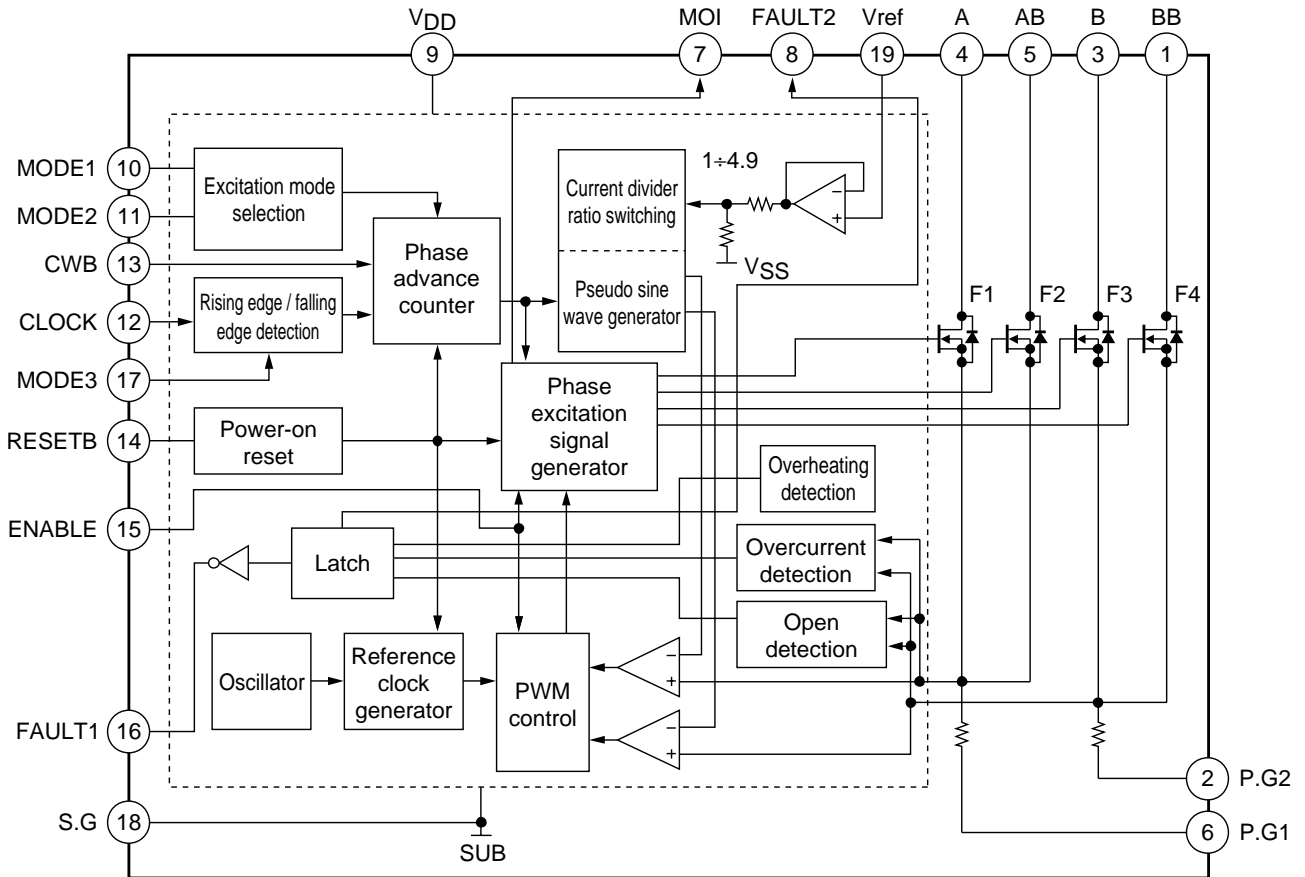 VDD
MOI
FAULT2
Vref
A
AB
B
BB
9
7
8
19
4
5
3
1
MODE1
10
MODE2
11
CWB
13
CLOCK
12
MODE3
17
RESETB
14
ENABLE
15
FAULT1
16
S.G
18
Excitation mode
selection
Rising edge / falling
edge detection
Power-on
reset
Phase
advance
counter
Current divider
ratio switching
Pseudo sine
wave generator
1÷4.9
−
+
VSS
F1
F2
F3
F4
Phase
excitation
signal
generator
Overheating
detection
Latch
Overcurrent
detection
Open
detection
Oscillator
Reference
clock
generator
PWM
control
−
+
−
+
2
P.G2
6
P.G1
SUB